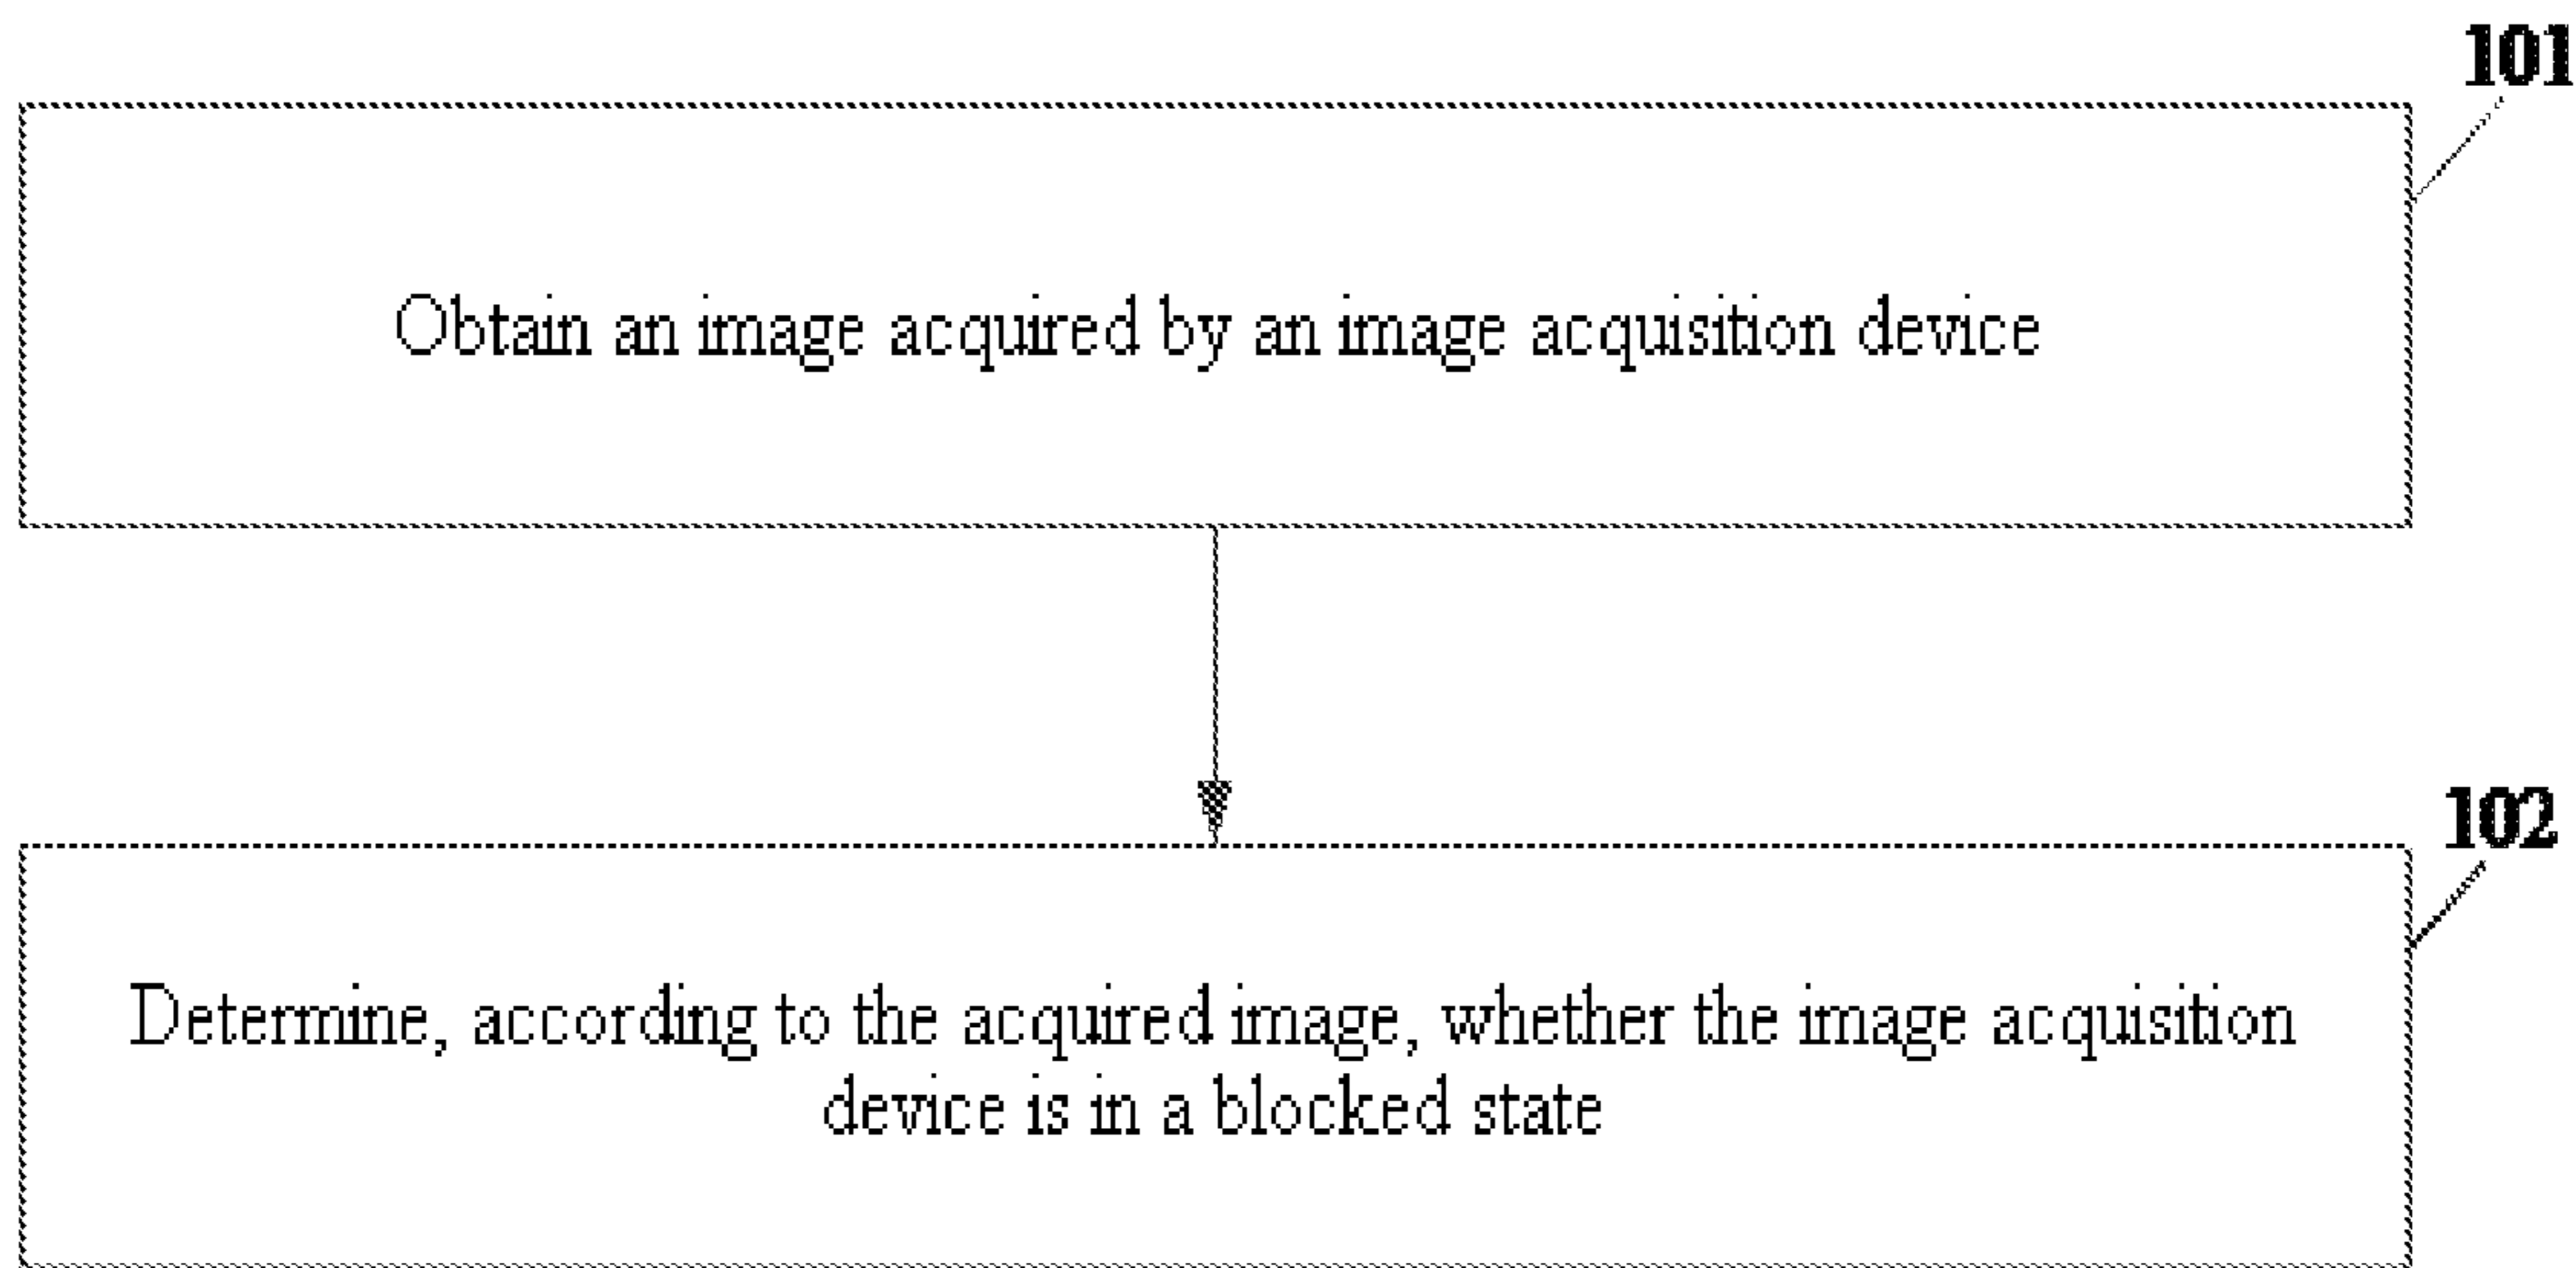 101
Obtain an image acquired by an image acquisition device
102
Determine, according to the acquired image, whether the image acquisition
device is in a blocked state